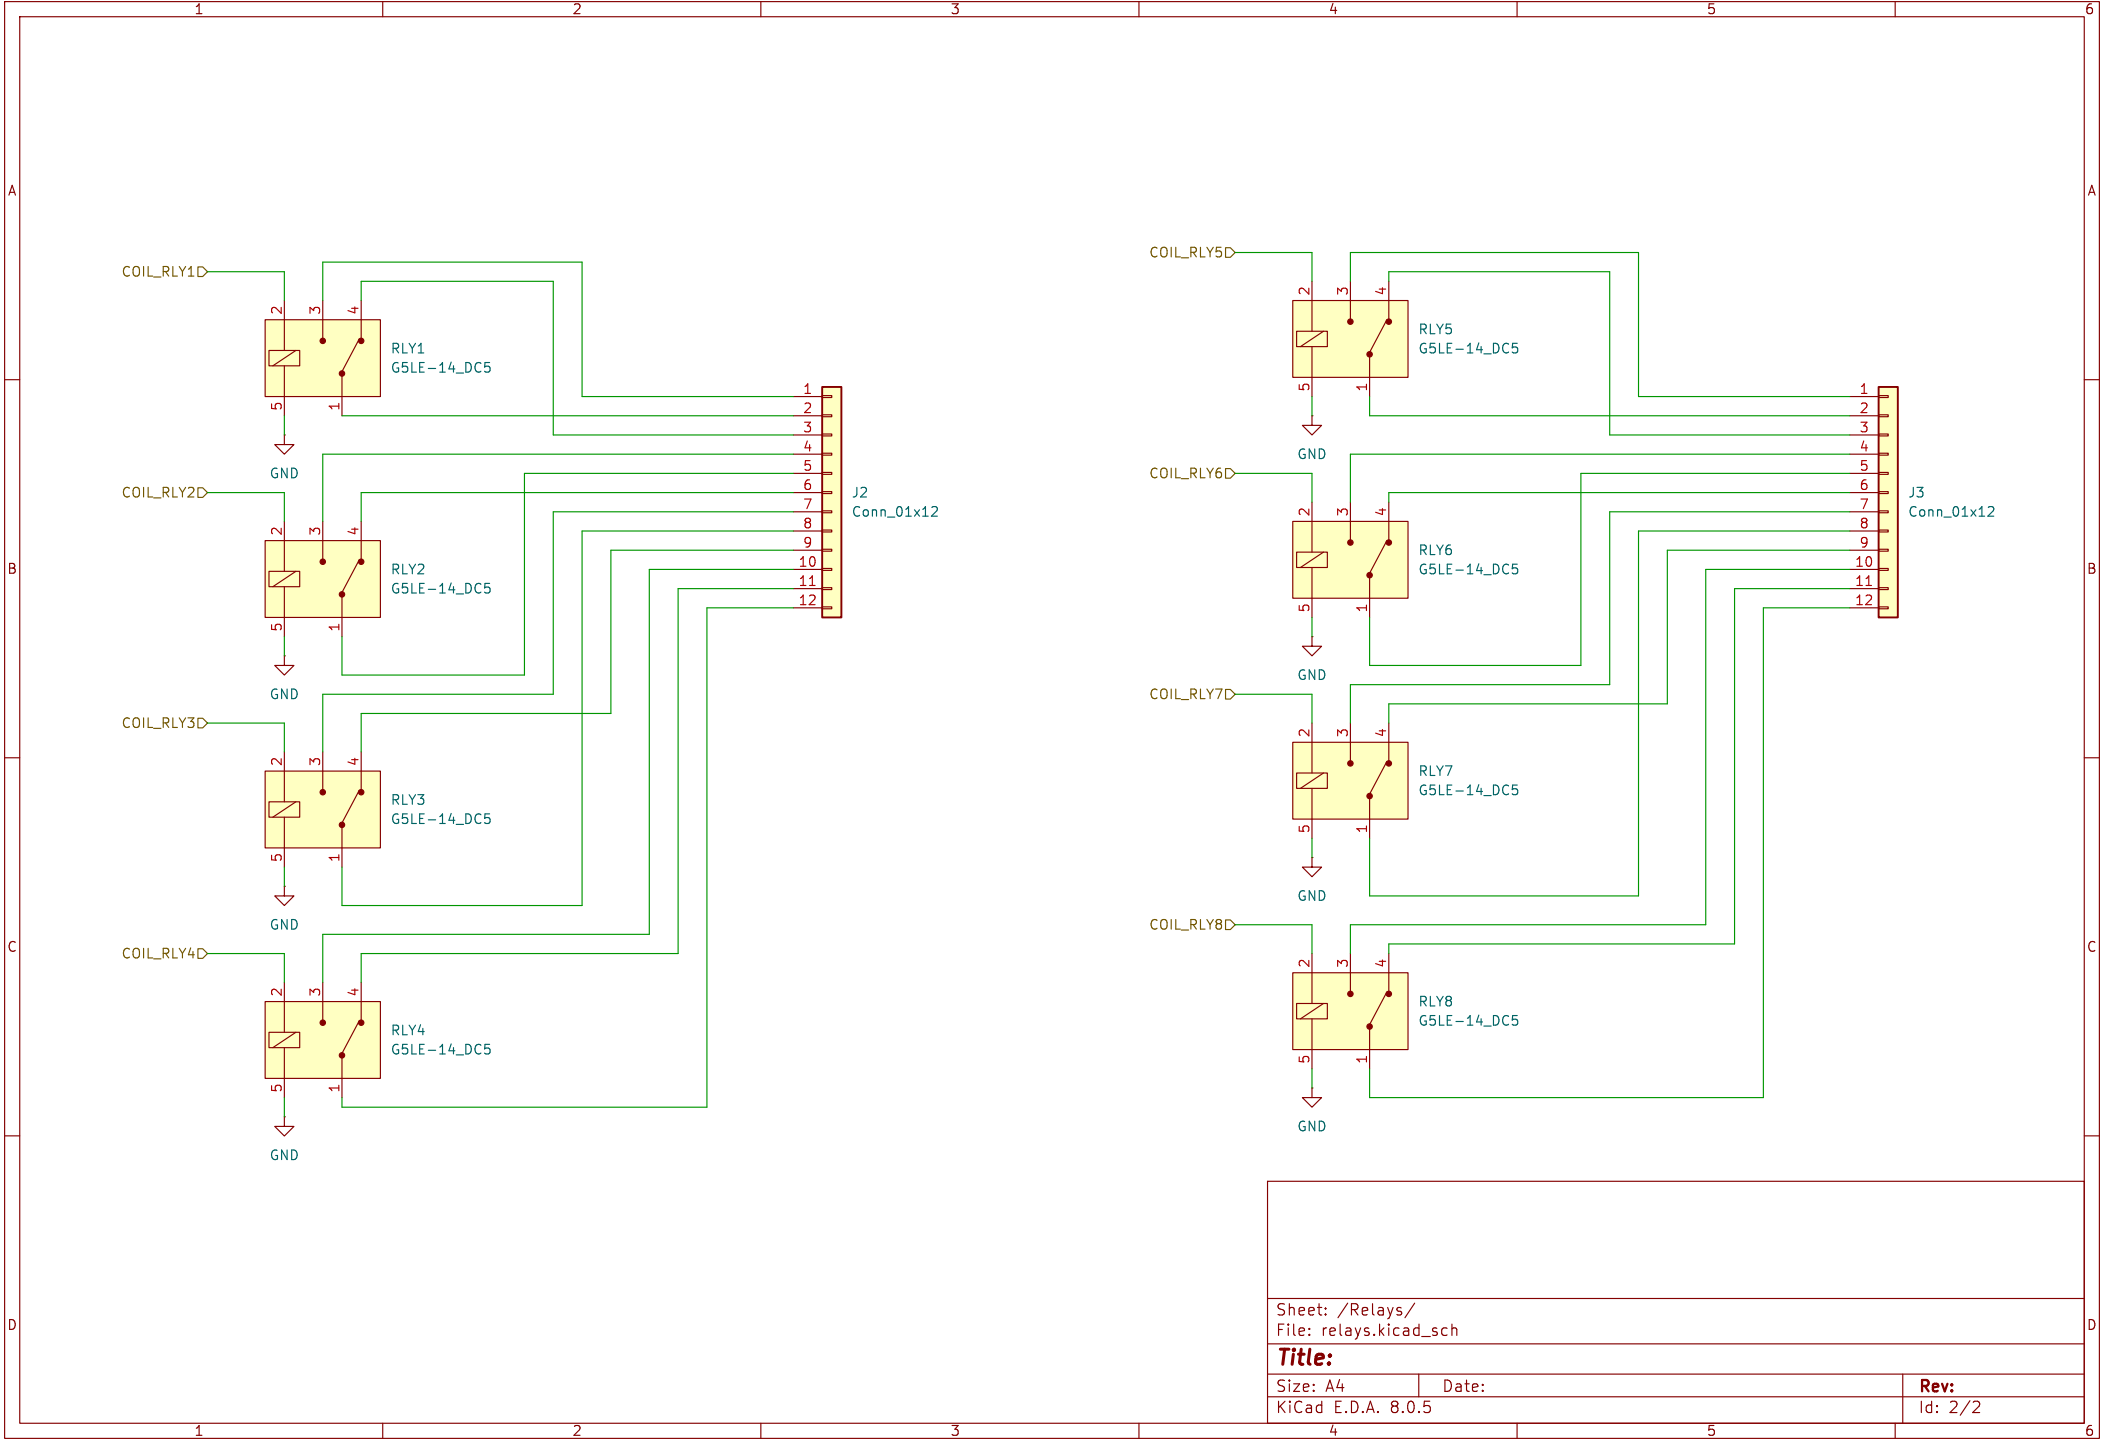 1 2 3 4 5 6
A A
COIL_RLY1
2 3 4
RLY1
G5LE-14_DC5
5 1
GND
COIL_RLY2
2 3 4
RLY2
G5LE-14_DC5
5 1
GND
COIL_RLY3
2 3 4
RLY3
G5LE-14_DC5
5 1
GND
COIL_RLY4
2 3 4
RLY4
G5LE-14_DC5
5 1
GND
1
2
3
4
5
6
7
8
9
10
11
12
J2
Conn_01x12
COIL_RLY5
2 3 4
RLY5
G5LE-14_DC5
5 1
GND
COIL_RLY6
2 3 4
RLY6
G5LE-14_DC5
5 1
GND
COIL_RLY7
2 3 4
RLY7
G5LE-14_DC5
5 1
GND
COIL_RLY8
2 3 4
RLY8
G5LE-14_DC5
5 1
GND
1
2
3
4
5
6
7
8
9
10
11
12
J3
Conn_01x12
B B
C C
D D
Sheet: /Relays/
File: relays.kicad_sch
Title:
Size: A4 Date: Rev:
KiCad E.D.A. 8.0.5 Id: 2/2
1 2 3 4 5 6